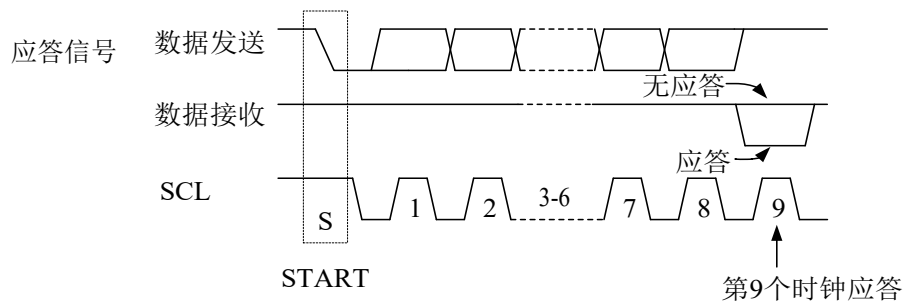 应答信号
数据发送
无应答
数据接收
应答
SCL
S
1
2
3-6
7
8
9
START
第9个时钟应答